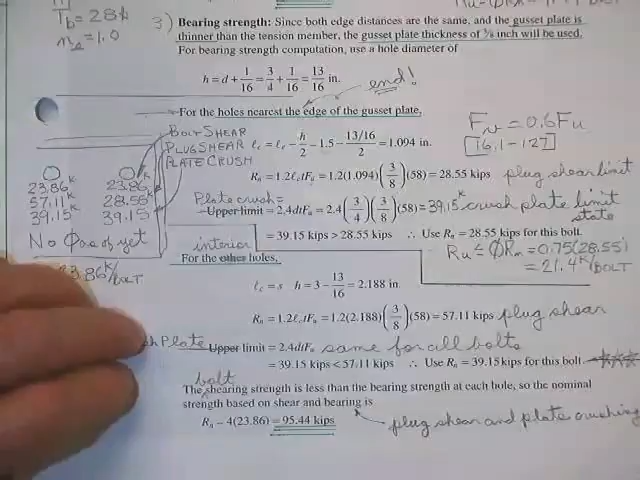 T_b = 28k
n_s = 1.0
3) Bearing strength: Since both edge distances are the same, and the gusset plate is
thinner than the tension member, the gusset plate thickness of 3/8 inch will be used.
For bearing strength computation, use a hole diameter of
h = d + 1/16 = 3/4 + 1/16 = 13/16 in.
end!
For the holes nearest the edge of the gusset plate,
BOLT SHEAR
PLUG SHEAR
PLATE CRUSH
ℓc = ℓe − h/2 − 1.5 − 13/16/2 = 1.094 in.
F_nv = 0.6Fu
[16.1-127]
Rn = 1.2ℓc tFu = 1.2(1.094)(3/8)(58) = 28.55 kips plug shear limit
23.86k 23.86k
57.11k 28.55k
39.15k 39.15
No Φ as of yet
23.86 k/BOLT
Plate crush =
Upper limit = 2.4dtFu = 2.4(3/4)(3/8)(58) = 39.15k crush plate limit state
= 39.15 kips > 28.55 kips ∴ Use Rn = 28.55 kips for this bolt.
Ru ≤ ΦRn = 0.75(28.55)
= 21.4 k/BOLT
interior
For the other holes,
ℓc = s h = 3 − 13/16 = 2.188 in.
Rn = 1.2ℓc tFu = 1.2(2.188)(3/8)(58) = 57.11 kips plug shear
Plate
Upper limit = 2.4dtFu same for all bolts
= 39.15 kips < 57.11 kips ∴ Use Rn = 39.15 kips for this bolt.
bolt
The shearing strength is less than the bearing strength at each hole, so the nominal
strength based on shear and bearing is
plug shear and plate crushing
Rn − 4(23.86) = 95.44 kips